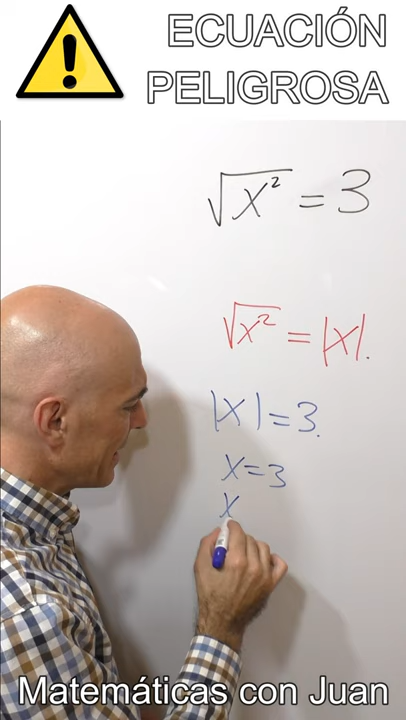 ECUACIÓN
PELIGROSA
√x² = 3
√x² = |x|.
|x| = 3.
x = 3
x
Matemáticas con Juan